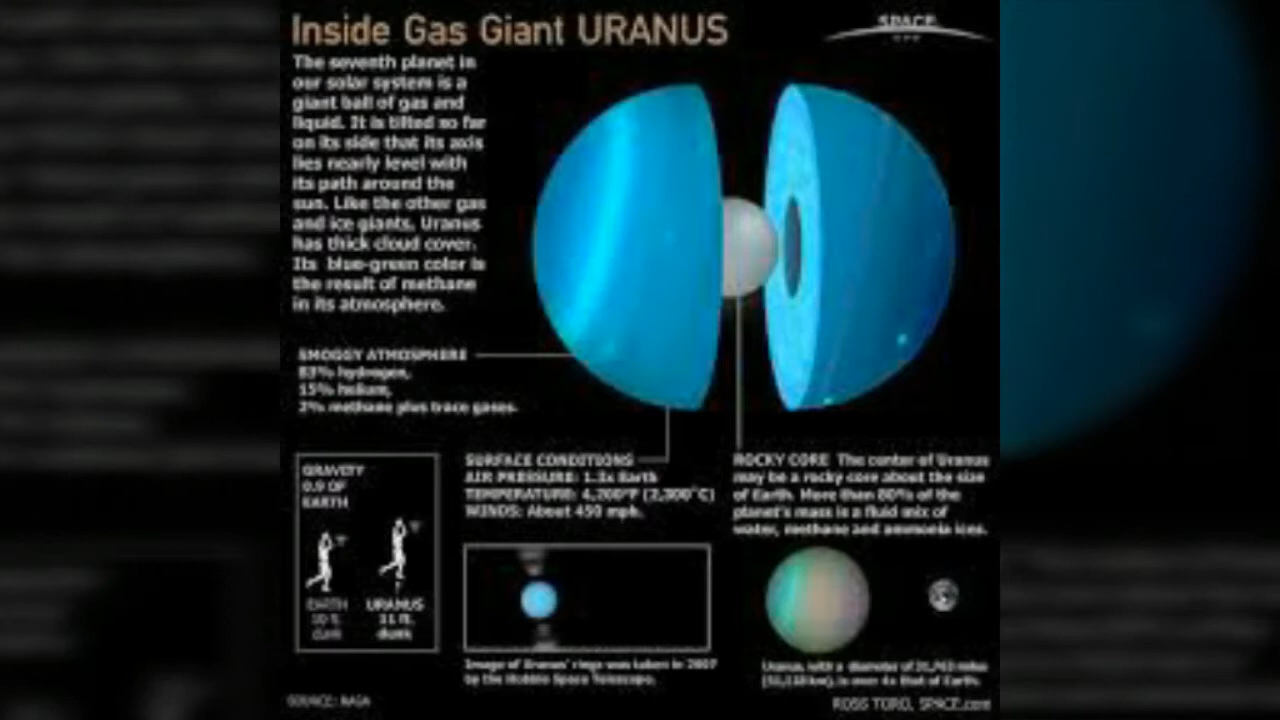 Inside Gas Giant URANUS
SPACE
The seventh planet in
our solar system is a
giant ball of gas and
liquid. It is tilted so far
on its side that its axis
lies nearly level with
its path around the
sun. Like the other gas
and ice giants, Uranus
has thick cloud cover.
Its blue-green color is
the result of methane
in its atmosphere.
SMOGGY ATMOSPHERE
83% hydrogen,
15% helium,
2% methane plus trace gases.
GRAVITY
0.9 OF
EARTH
EARTH
10 ft.
dunk
URANUS
11 ft.
dunk
SURFACE CONDITIONS
AIR PRESSURE: 1.3x Earth
TEMPERATURE: 4,200°F (2,300°C)
WINDS: About 450 mph.
ROCKY CORE The center of Uranus
may be a rocky core about the size
of Earth. More than 80% of the
planet's mass is a fluid mix of
water, methane and ammonia ices.
Image of Uranus' rings was taken in 2007
by the Hubble Space Telescope.
Uranus, with a diameter of miles
is over 4x that of Earth.
SOURCE: NASA
ROSS TORO, SPACE.com